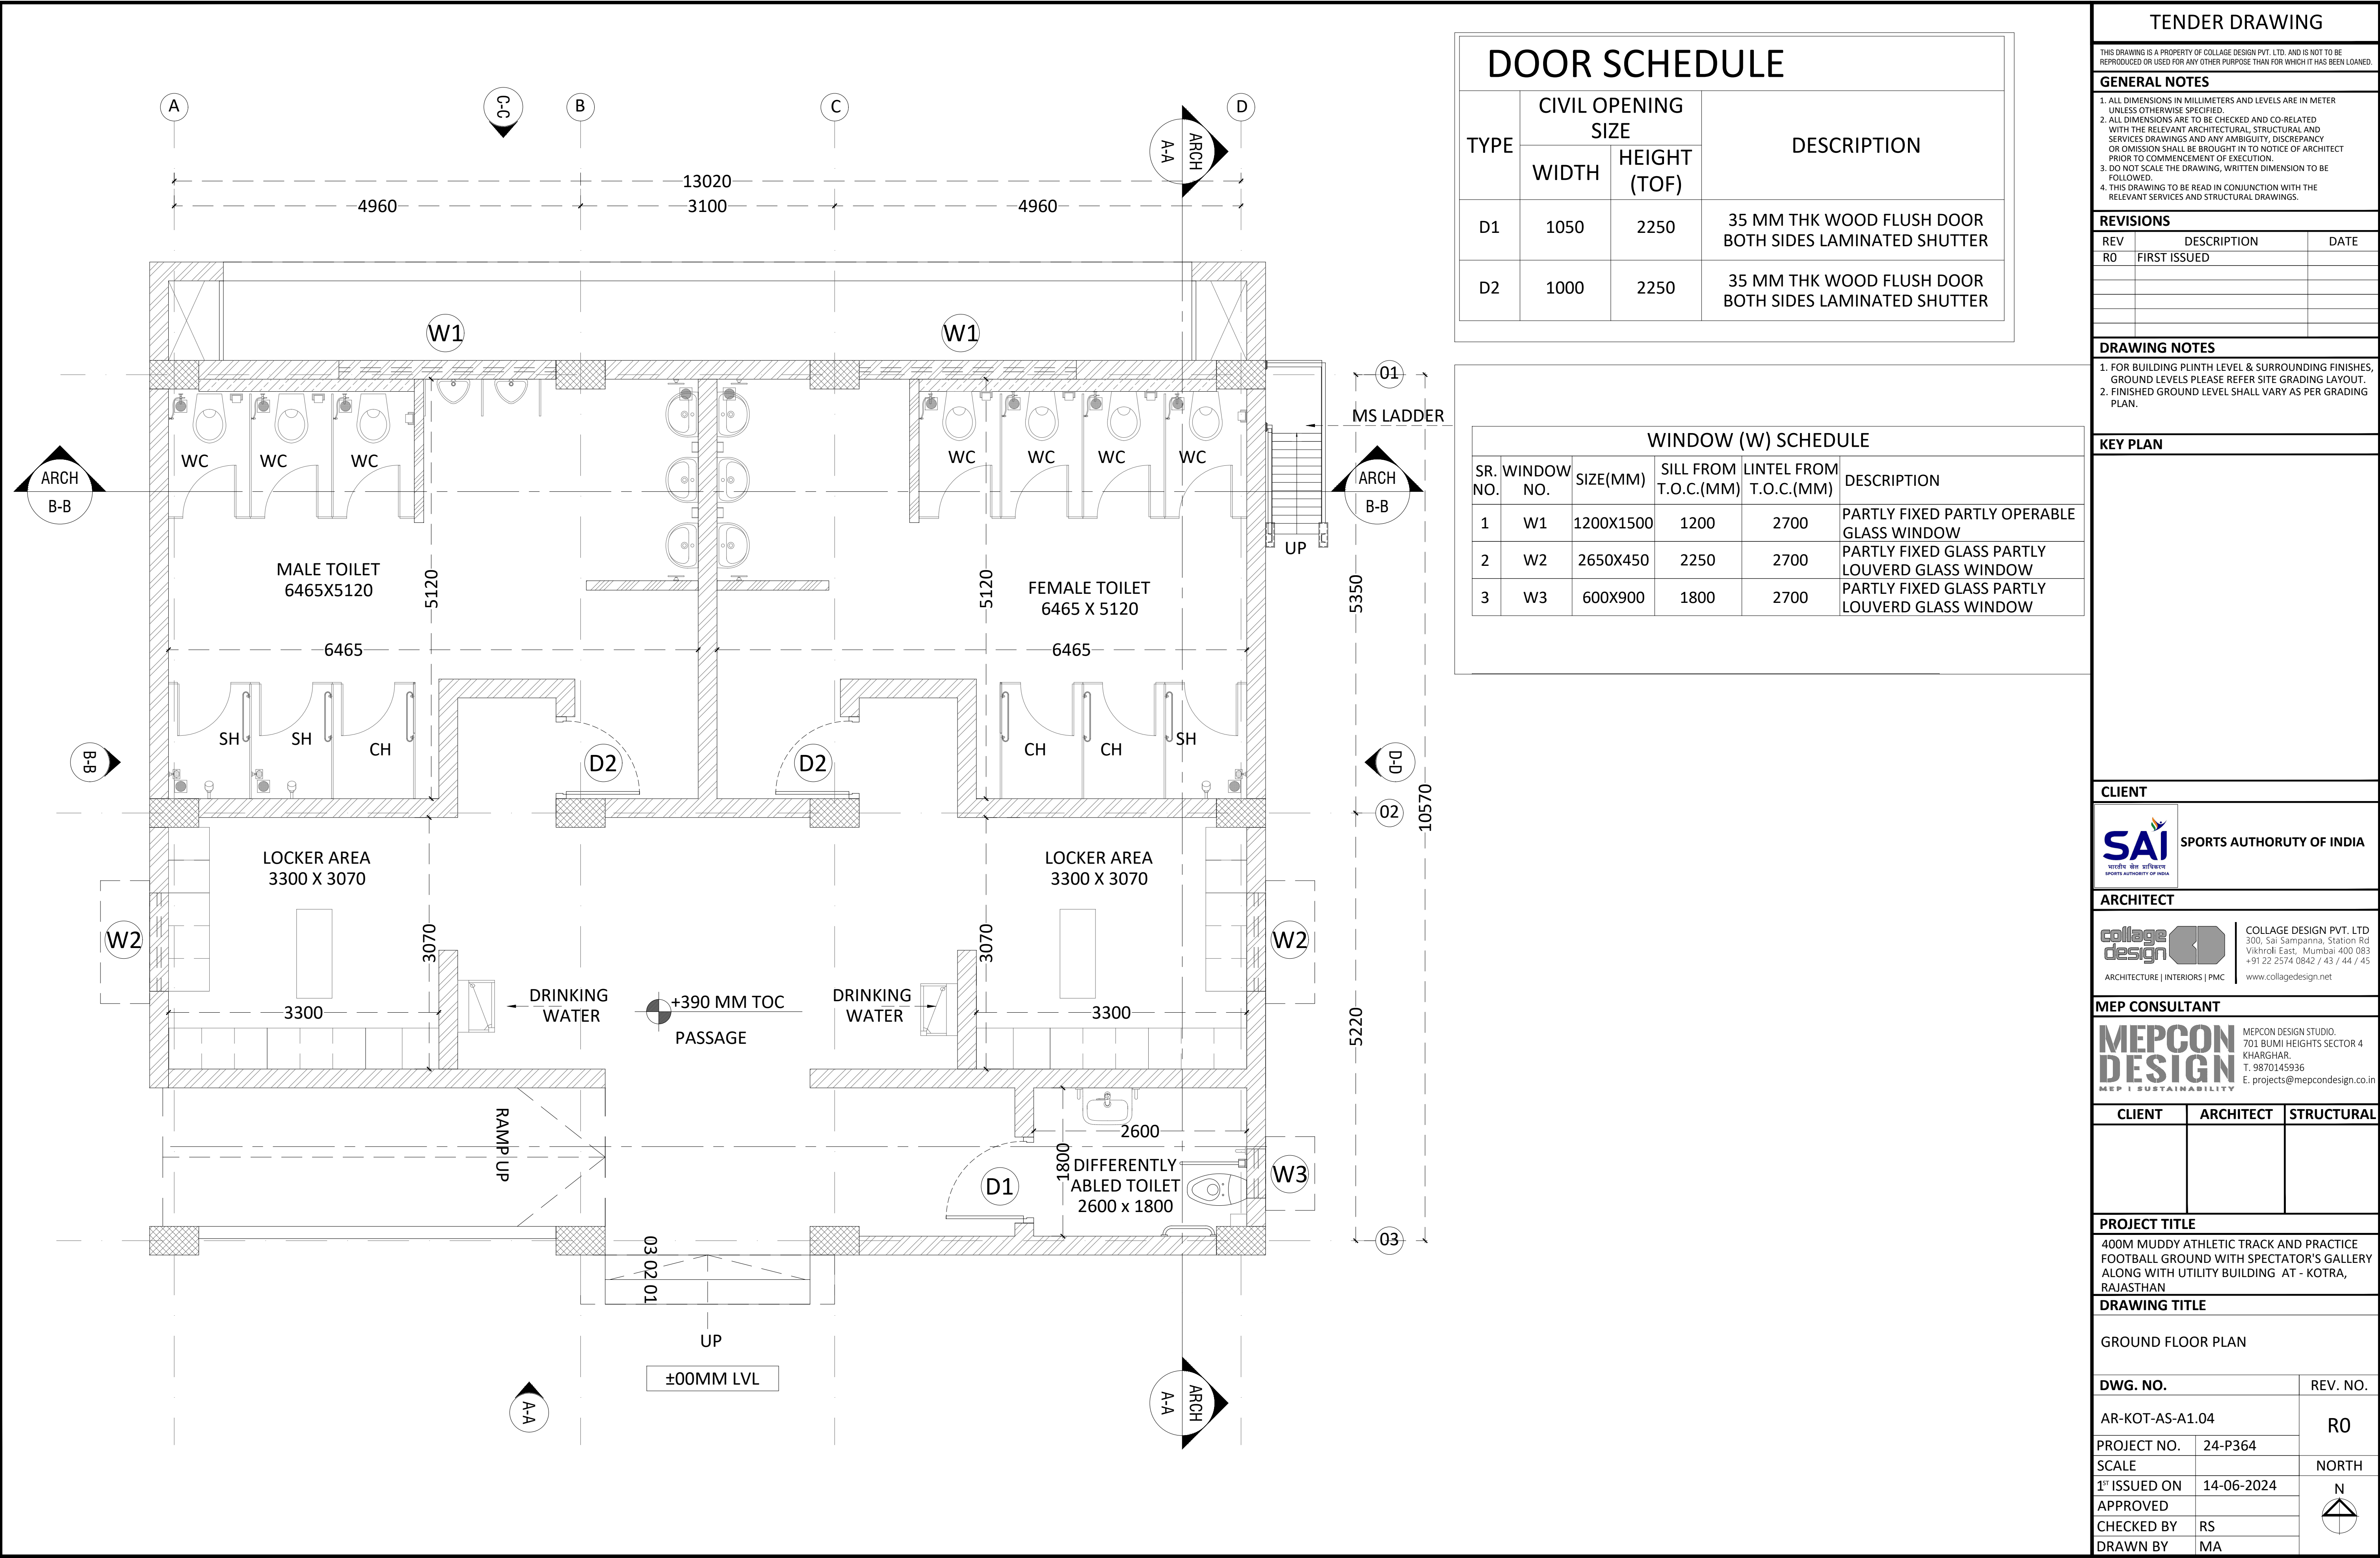 A
C-C
B
C
D
ARCH
A-A
13020
4960
3100
4960
W1
W1
01
MS LADDER
WC
WC
WC
WC
WC
WC
WC
ARCH
B-B
ARCH
B-B
UP
MALE TOILET
6465X5120
5120
5120
FEMALE TOILET
6465 X 5120
5350
6465
6465
SH
SH
CH
D2
D2
CH
CH
SH
B-B
D-D
10570
02
LOCKER AREA
3300 X 3070
LOCKER AREA
3300 X 3070
W2
3070
3070
W2
DRINKING
WATER
+390 MM TOC
PASSAGE
DRINKING
WATER
3300
3300
5220
RAMP UP
2600
1800
DIFFERENTLY
ABLED TOILET
2600 x 1800
D1
W3
03 02 01
03
UP
±00MM LVL
A-A
ARCH
A-A
DOOR SCHEDULE
TYPE
CIVIL OPENING
SIZE
DESCRIPTION
WIDTH
HEIGHT
(TOF)
D1 1050 2250 35 MM THK WOOD FLUSH DOOR
BOTH SIDES LAMINATED SHUTTER
D2 1000 2250 35 MM THK WOOD FLUSH DOOR
BOTH SIDES LAMINATED SHUTTER
WINDOW (W) SCHEDULE
SR.
NO.
WINDOW
NO.
SIZE(MM)
SILL FROM
T.O.C.(MM)
LINTEL FROM
T.O.C.(MM)
DESCRIPTION
1 W1 1200X1500 1200 2700 PARTLY FIXED PARTLY OPERABLE
GLASS WINDOW
2 W2 2650X450 2250 2700 PARTLY FIXED GLASS PARTLY
LOUVERD GLASS WINDOW
3 W3 600X900 1800 2700 PARTLY FIXED GLASS PARTLY
LOUVERD GLASS WINDOW
TENDER DRAWING
THIS DRAWING IS A PROPERTY OF COLLAGE DESIGN PVT. LTD. AND IS NOT TO BE
REPRODUCED OR USED FOR ANY OTHER PURPOSE THAN FOR WHICH IT HAS BEEN LOANED.
GENERAL NOTES
1. ALL DIMENSIONS IN MILLIMETERS AND LEVELS ARE IN METER
UNLESS OTHERWISE SPECIFIED.
2. ALL DIMENSIONS ARE TO BE CHECKED AND CO-RELATED
WITH THE RELEVANT ARCHITECTURAL, STRUCTURAL AND
SERVICES DRAWINGS AND ANY AMBIGUITY, DISCREPANCY
OR OMISSION SHALL BE BROUGHT IN TO NOTICE OF ARCHITECT
PRIOR TO COMMENCEMENT OF EXECUTION.
3. DO NOT SCALE THE DRAWING, WRITTEN DIMENSION TO BE
FOLLOWED.
4. THIS DRAWING TO BE READ IN CONJUNCTION WITH THE
RELEVANT SERVICES AND STRUCTURAL DRAWINGS.
REVISIONS
REV DESCRIPTION DATE
R0 FIRST ISSUED
DRAWING NOTES
1. FOR BUILDING PLINTH LEVEL & SURROUNDING FINISHES,
GROUND LEVELS PLEASE REFER SITE GRADING LAYOUT.
2. FINISHED GROUND LEVEL SHALL VARY AS PER GRADING
PLAN.
KEY PLAN
CLIENT
SAI
भारतीय खेल प्राधिकरण
SPORTS AUTHORITY OF INDIA
SPORTS AUTHORUTY OF INDIA
ARCHITECT
collage
design
ARCHITECTURE | INTERIORS | PMC
COLLAGE DESIGN PVT. LTD
300, Sai Sampanna, Station Rd
Vikhroli East, Mumbai 400 083
+91 22 2574 0842 / 43 / 44 / 45
www.collagedesign.net
MEP CONSULTANT
MEPCON
DESIGN
MEP I SUSTAINABILITY
MEPCON DESIGN STUDIO.
701 BUMI HEIGHTS SECTOR 4
KHARGHAR.
T. 9870145936
E. projects@mepcondesign.co.in
CLIENT ARCHITECT STRUCTURAL
PROJECT TITLE
400M MUDDY ATHLETIC TRACK AND PRACTICE
FOOTBALL GROUND WITH SPECTATOR'S GALLERY
ALONG WITH UTILITY BUILDING AT - KOTRA,
RAJASTHAN
DRAWING TITLE
GROUND FLOOR PLAN
DWG. NO. REV. NO.
AR-KOT-AS-A1.04 R0
PROJECT NO. 24-P364
SCALE NORTH
1ST ISSUED ON 14-06-2024 N
APPROVED
CHECKED BY RS
DRAWN BY MA